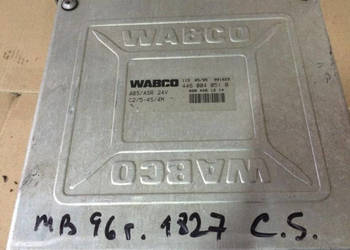 WABCO
WABCO
ABS/ASR 24V
C2/5-4S/4M
446 004 051 0
WABCO
MB 96г. 1827 C.S.